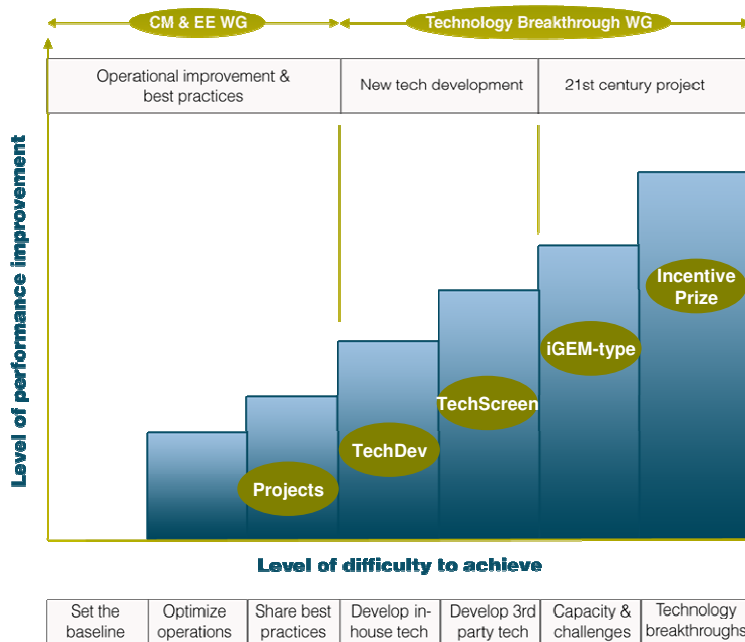 CM & EE WG
Technology Breakthrough WG
Operational improvement &
best practices
New tech development
21st century project
Level of performance improvement
Incentive
Prize
iGEM-type
TechScreen
TechDev
Projects
Level of difficulty to achieve
Set the
baseline
Optimize
operations
Share best
practices
Develop in-
house tech
Develop 3rd
party tech
Capacity &
challenges
Technology
breakthroughs